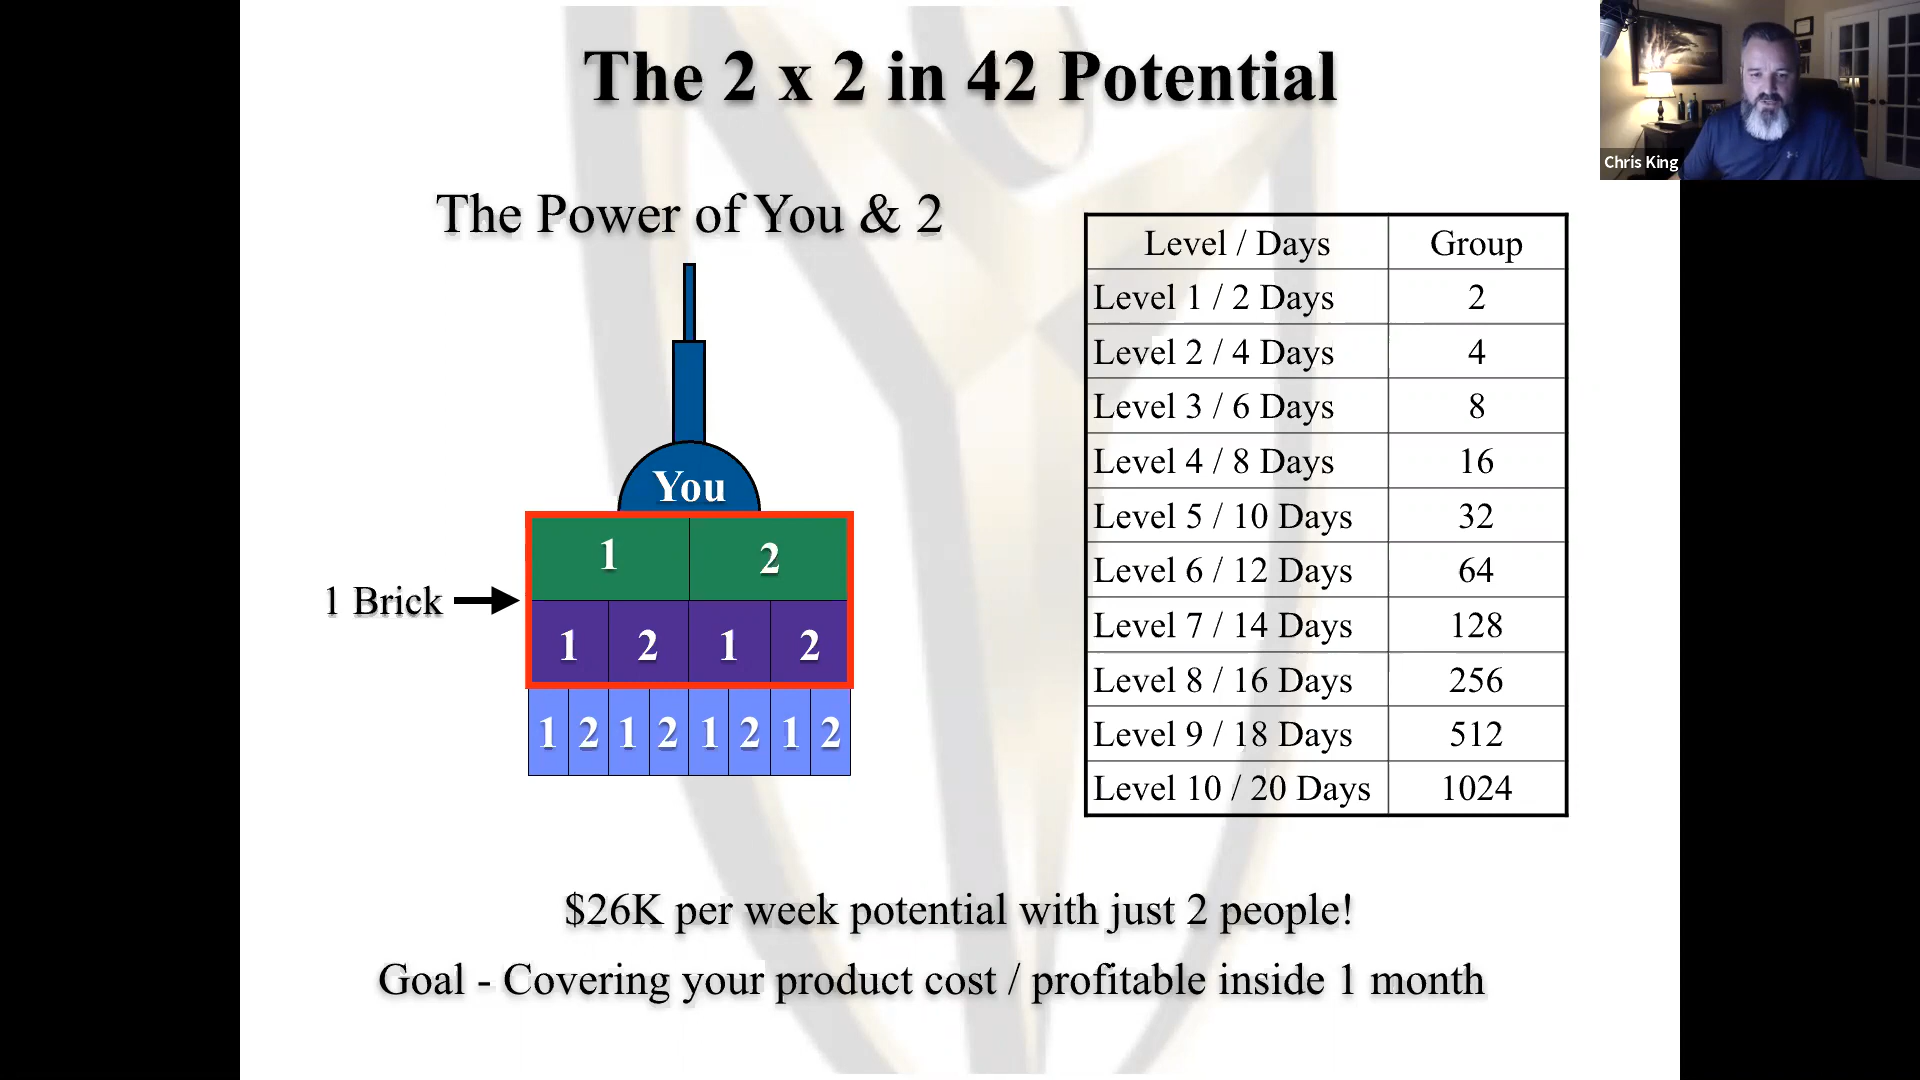 The 2 x 2 in 42 Potential
Chris King
The Power of You & 2
You
1 2
1 Brick
1 2 1 2
1 2 1 2 1 2 1 2
Level / Days Group
Level 1 / 2 Days 2
Level 2 / 4 Days 4
Level 3 / 6 Days 8
Level 4 / 8 Days 16
Level 5 / 10 Days 32
Level 6 / 12 Days 64
Level 7 / 14 Days 128
Level 8 / 16 Days 256
Level 9 / 18 Days 512
Level 10 / 20 Days 1024
$26K per week potential with just 2 people!
Goal - Covering your product cost / profitable inside 1 month